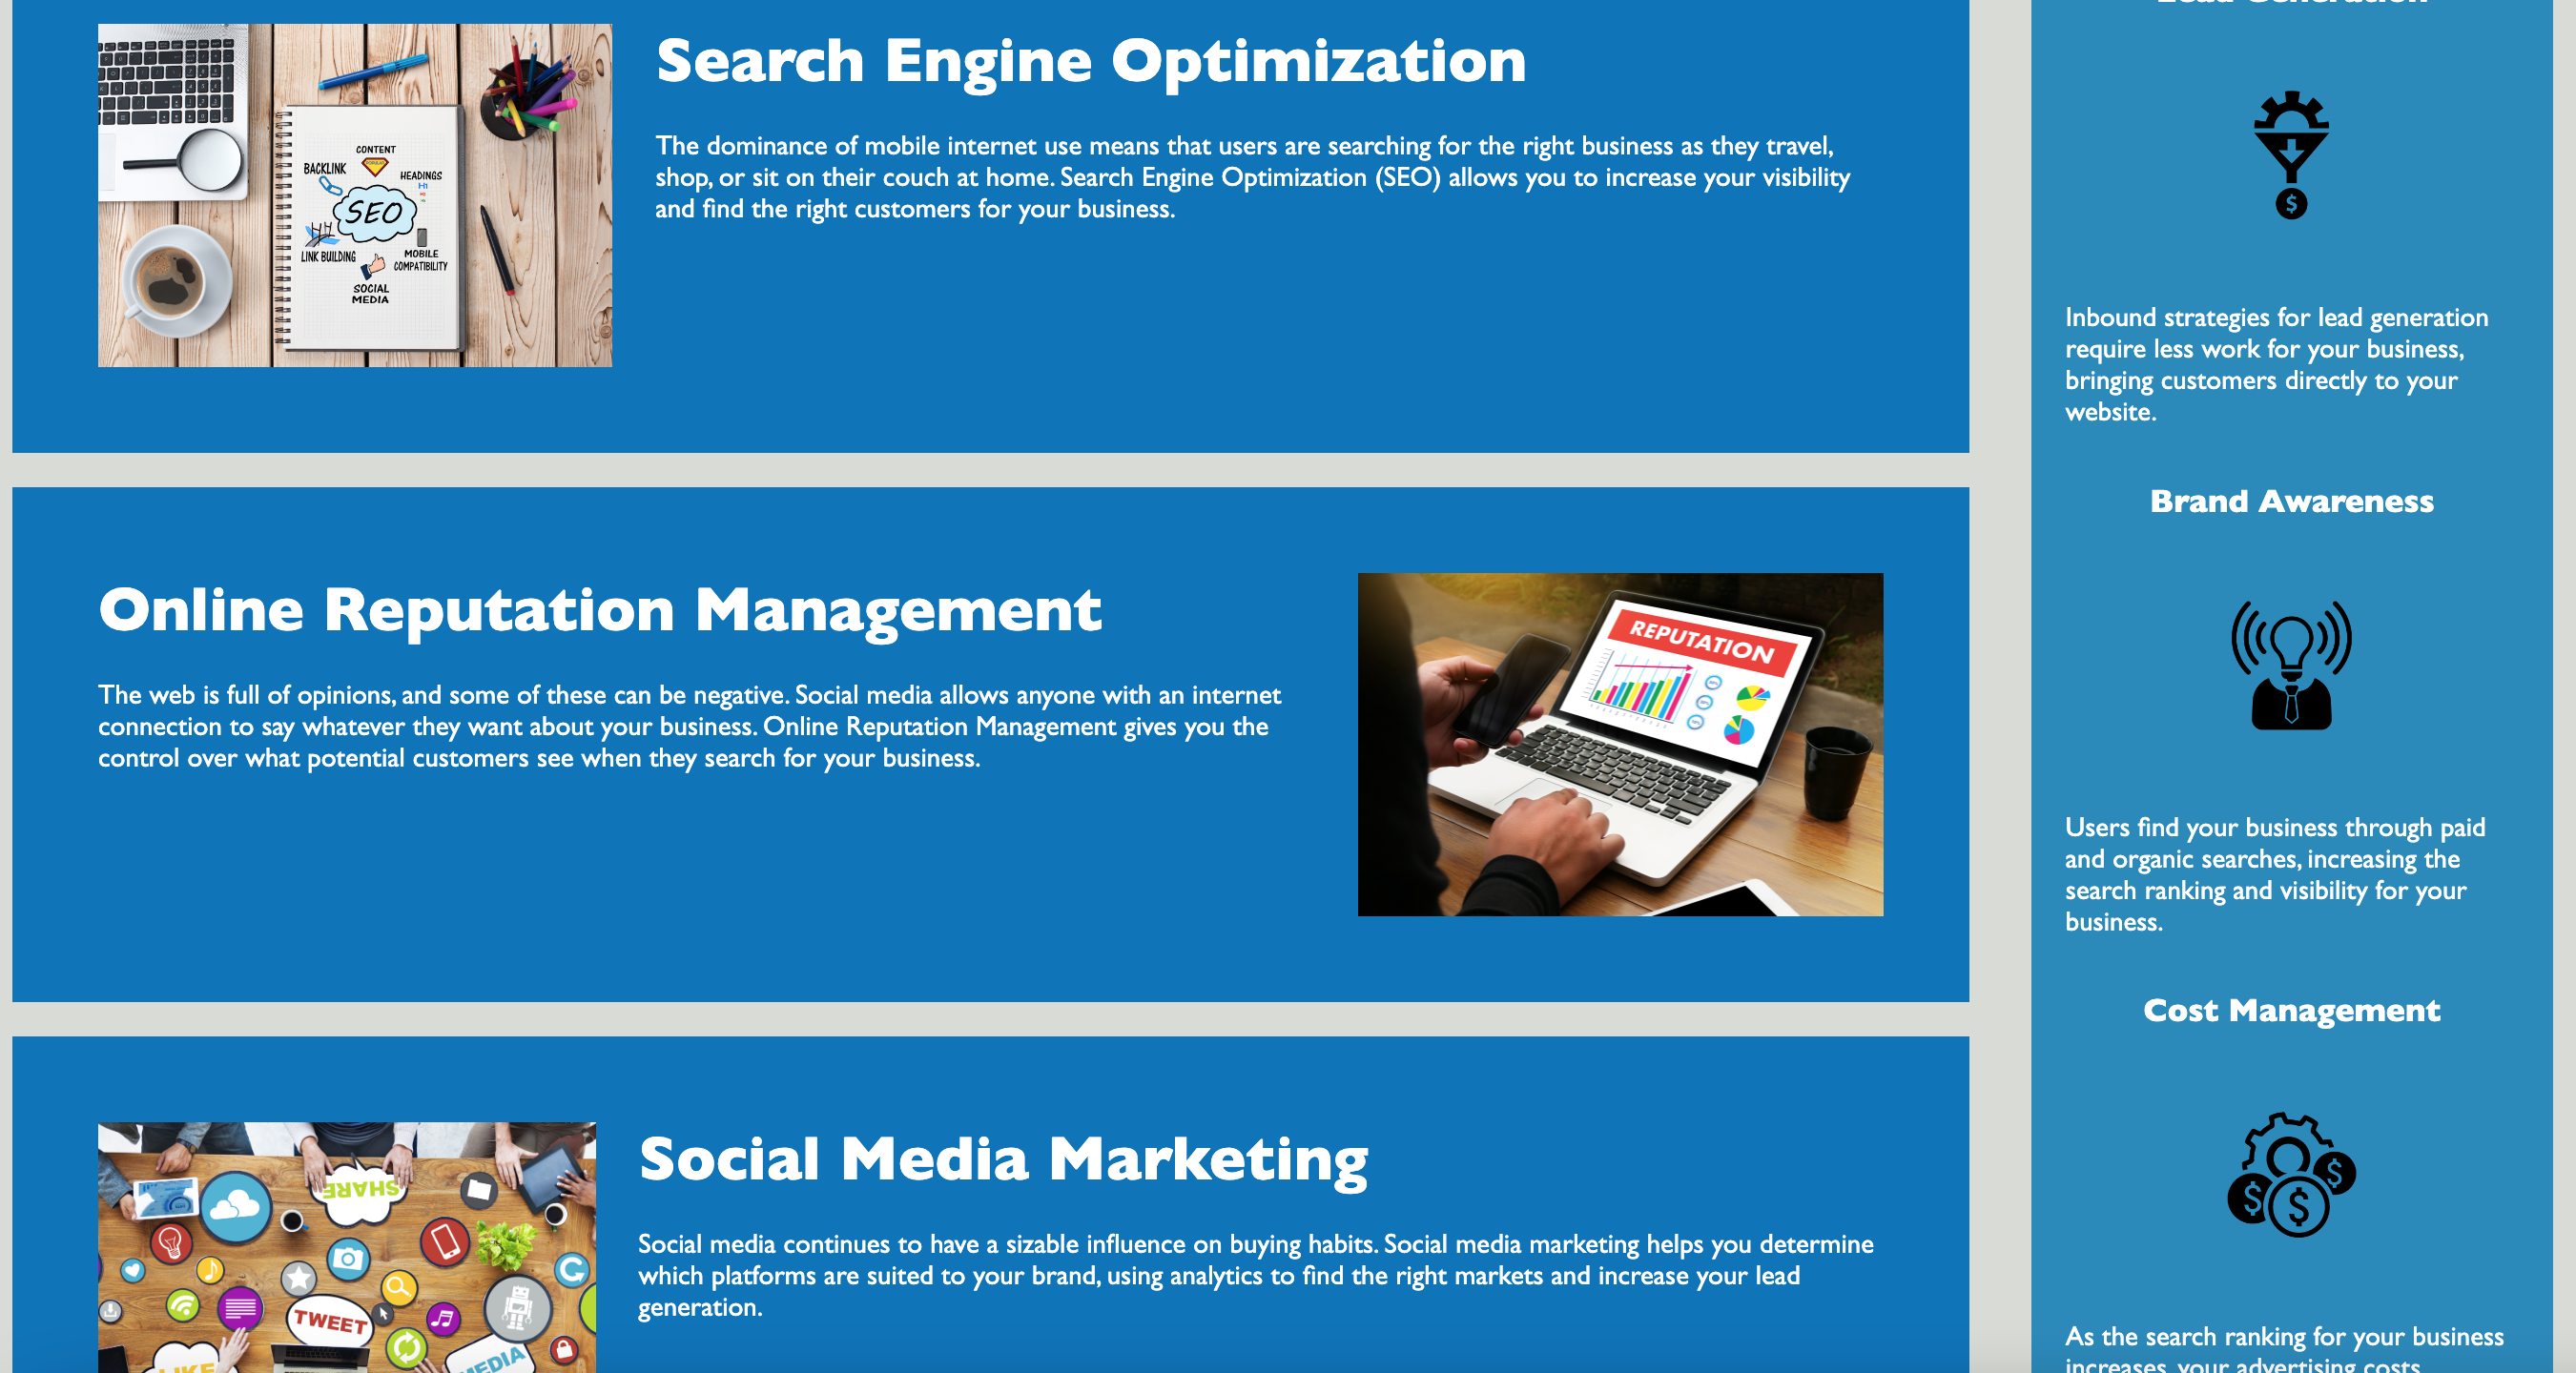 Search Engine Optimization
The dominance of mobile internet use means that users are searching for the right business as they travel,
shop, or sit on their couch at home. Search Engine Optimization (SEO) allows you to increase your visibility
and find the right customers for your business.
CONTENT
BACKLINK
HEADINGS
H1
SEO
LINK BUILDING
MOBILE
COMPATIBILITY
SOCIAL
MEDIA
Online Reputation Management
The web is full of opinions, and some of these can be negative. Social media allows anyone with an internet
connection to say whatever they want about your business. Online Reputation Management gives you the
control over what potential customers see when they search for your business.
REPUTATION
Social Media Marketing
Social media continues to have a sizable influence on buying habits. Social media marketing helps you determine
which platforms are suited to your brand, using analytics to find the right markets and increase your lead
generation.
SHARE
TWEET
LIKE
MEDIA
Lead Generation
$
Inbound strategies for lead generation
require less work for your business,
bringing customers directly to your
website.
Brand Awareness
Users find your business through paid
and organic searches, increasing the
search ranking and visibility for your
business.
Cost Management
$
$
$
As the search ranking for your business
increases, your advertising costs